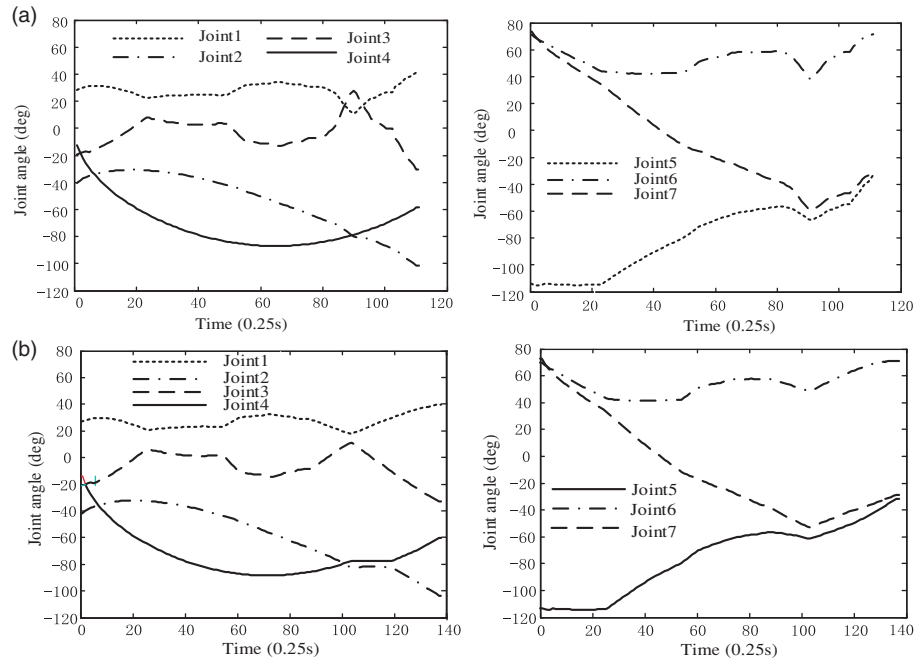 (a)
80
60
40
20
0
−20
−40
−60
−80
−100
−120
Joint angle (deg)
Joint1 Joint3
Joint2 Joint4
0 20 40 60 80 100 120
Time (0.25s)
80
60
40
20
0
−20
−40
−60
−80
−100
−120
Joint angle (deg)
Joint5
Joint6
Joint7
0 20 40 60 80 100 120
Time (0.25s)
(b)
80
60
40
20
0
−20
−40
−60
−80
−100
−120
Joint angle (deg)
Joint1
Joint2
Joint3
Joint4
0 20 40 60 80 100 120 140
Time (0.25s)
80
60
40
20
0
−20
−40
−60
−80
−100
−120
Joint angle (deg)
Joint5
Joint6
Joint7
0 20 40 60 80 100 120 140
Time (0.25s)